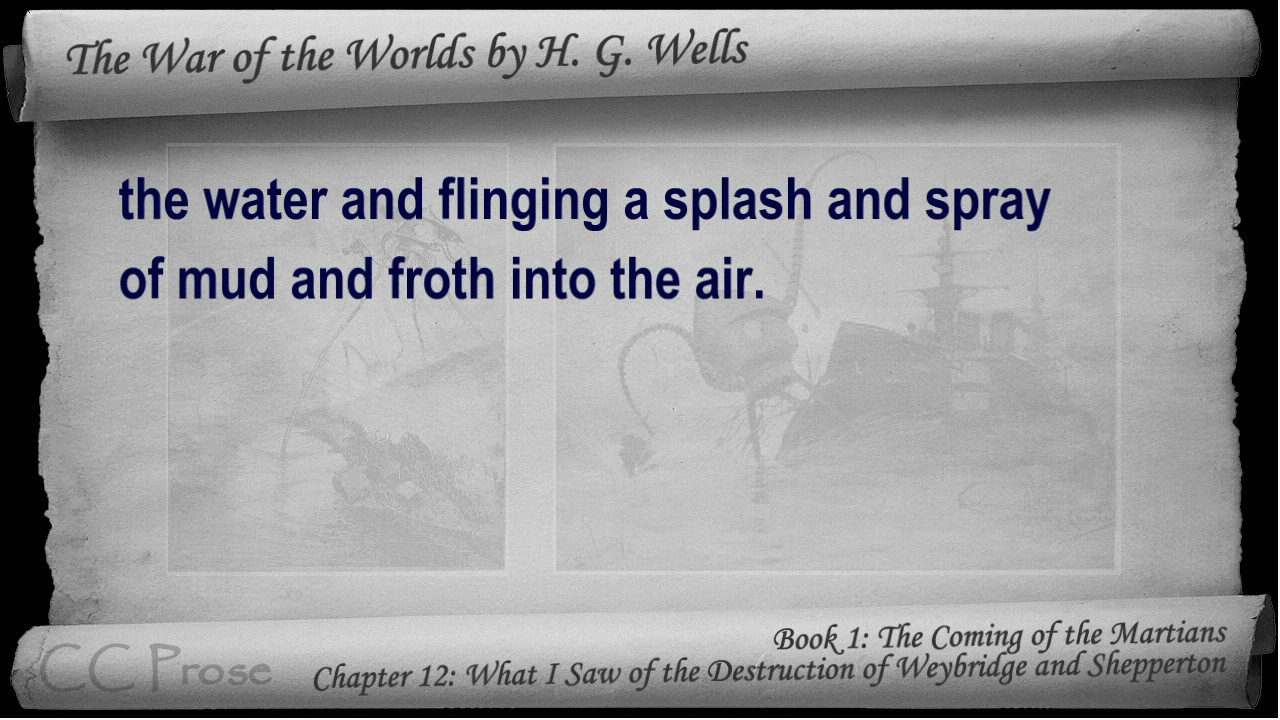 The War of the Worlds by H. G. Wells
the water and flinging a splash and spray
of mud and froth into the air.
Book 1: The Coming of the Martians
Chapter 12: What I Saw of the Destruction of Weybridge and Shepperton
CC Prose